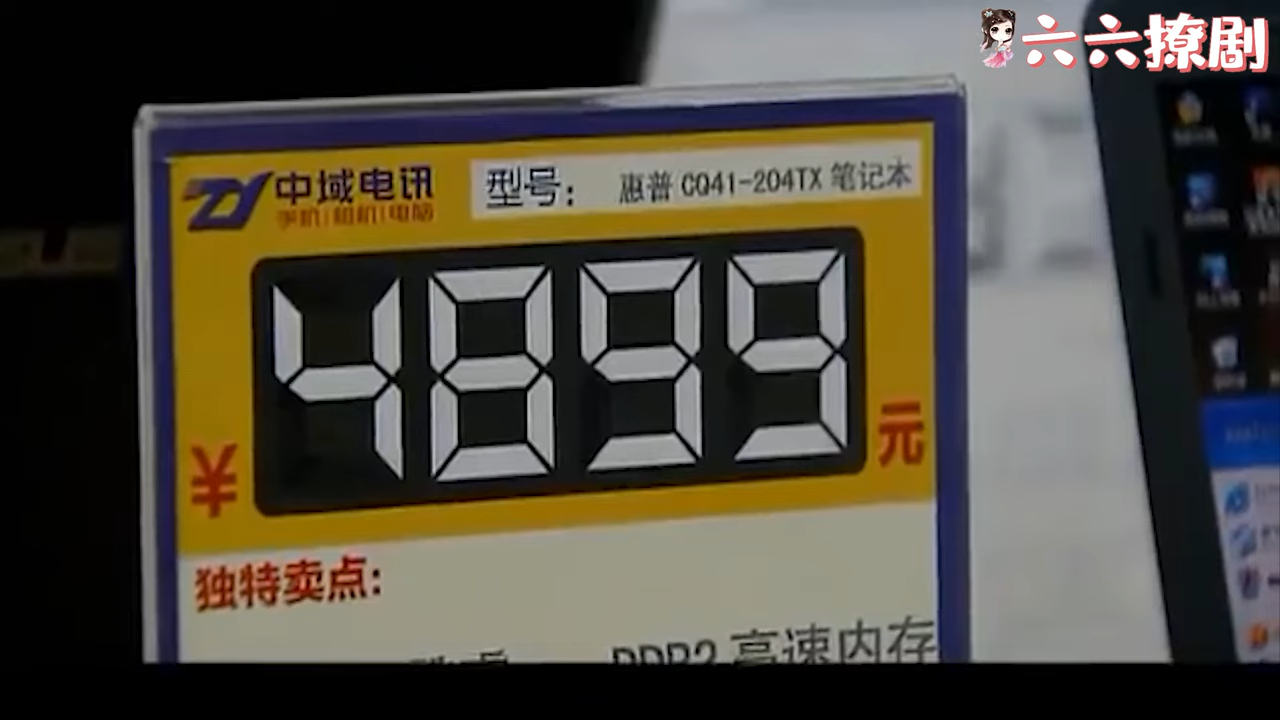 六六撩剧
中域电讯
手机|相机|电脑
型号： 惠普 CQ41-204TX 笔记本
¥ 4899 元
独特卖点:
DDR2 高速内存